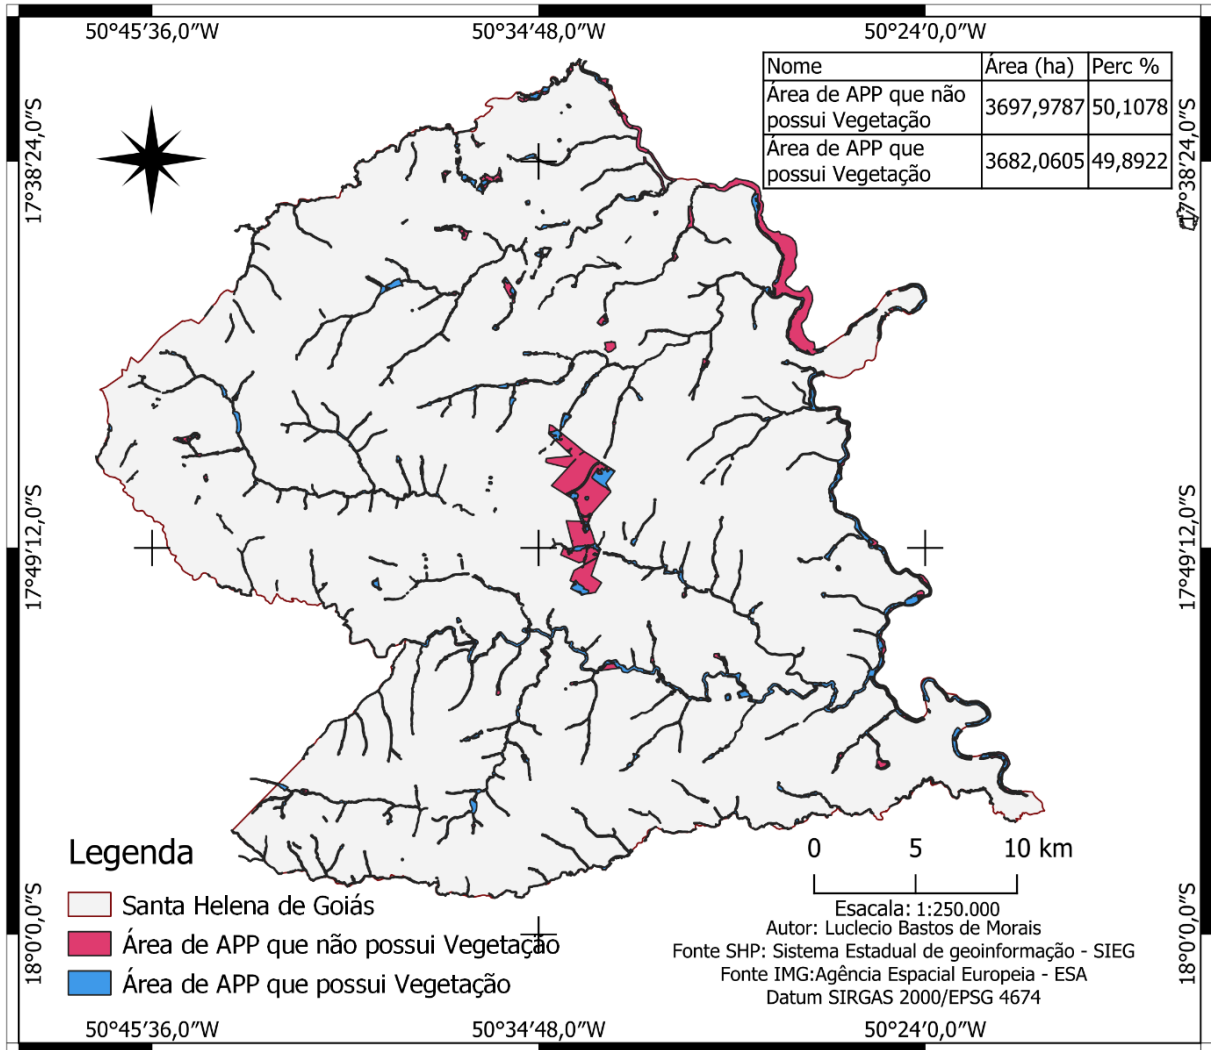 50°45'36,0"W 50°34'48,0"W 50°24'0,0"W
Nome Área (ha) Perc %
Área de APP que não
possui Vegetação 3697,9787 50,1078
Área de APP que
possui Vegetação 3682,0605 49,8922
17°38'24,0"S 17°38'24,0"S
17°49'12,0"S 17°49'12,0"S
18°0'0,0"S 18°0'0,0"S
Legenda
Santa Helena de Goiás
Área de APP que não possui Vegetação
Área de APP que possui Vegetação
0 5 10 km
Esacala: 1:250.000
Autor: Luclecio Bastos de Morais
Fonte SHP: Sistema Estadual de geoinformação - SIEG
Fonte IMG:Agência Espacial Europeia - ESA
Datum SIRGAS 2000/EPSG 4674
50°45'36,0"W 50°34'48,0"W 50°24'0,0"W